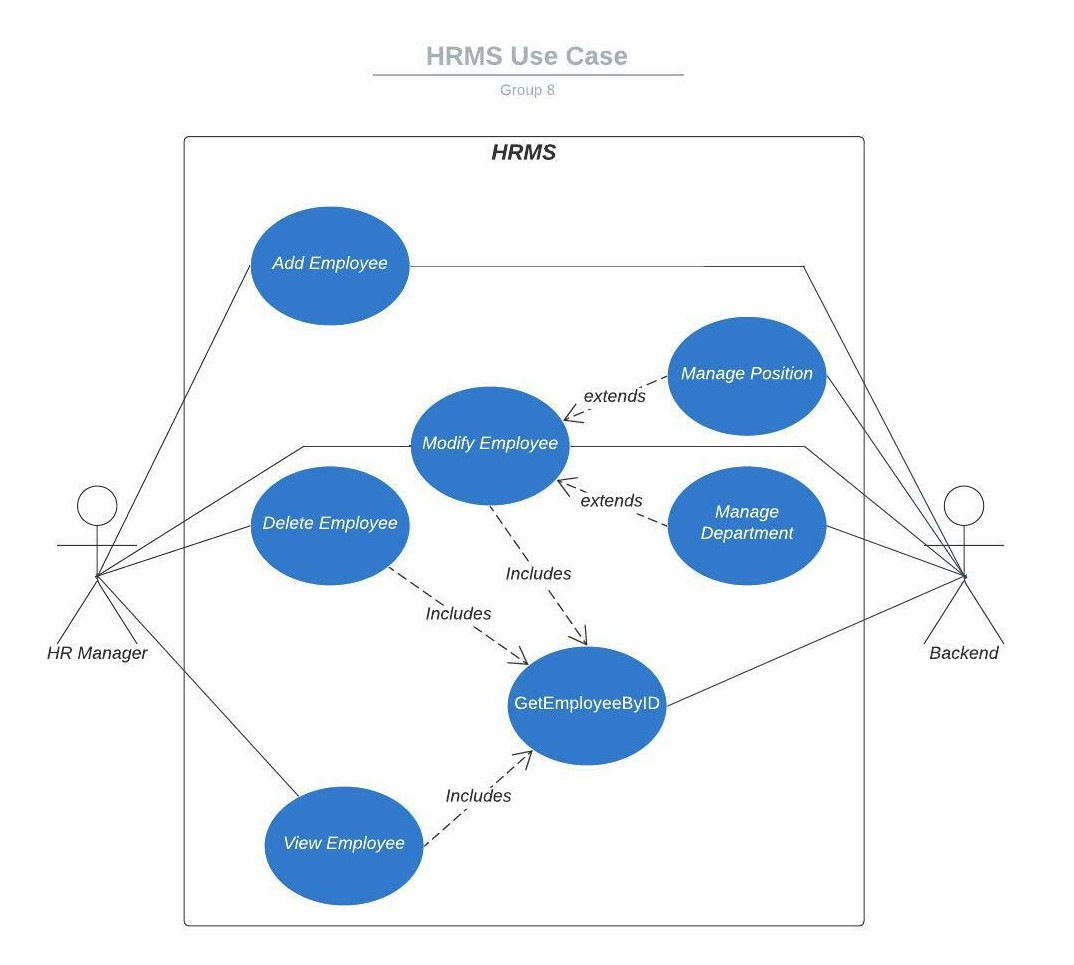 HRMS Use Case
Group 8
HRMS
Add Employee
Manage Position
extends
Modify Employee
extends
Manage
Department
Delete Employee
Includes
Includes
HR Manager
Backend
GetEmployeeByID
Includes
View Employee